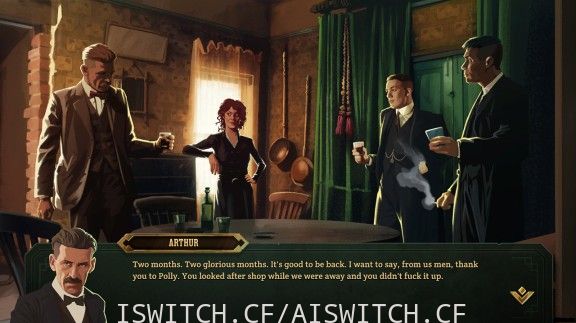 ARTHUR
Two months. Two glorious months. It's good to be back. I want to say, from us men, thank
you to Polly. You looked after shop while we were away and you didn't fuck it up.
ISWITCH.CF/AISWITCH.CF